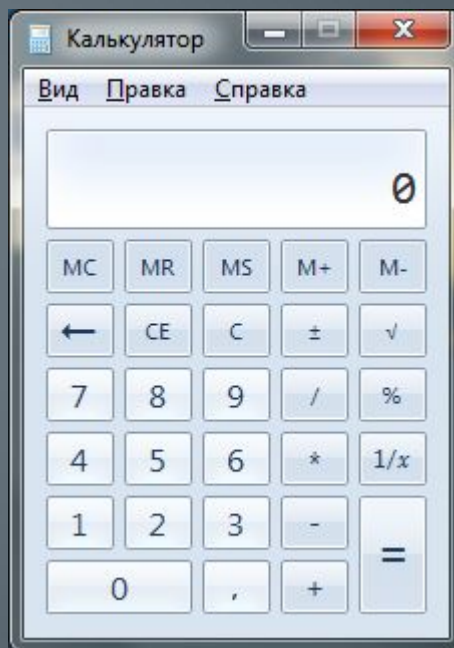 Калькулятор
Вид Правка Справка
0
MC MR MS M+ M-
← CE C ± √
7 8 9 / %
4 5 6 * 1/x
1 2 3 - =
0 , +